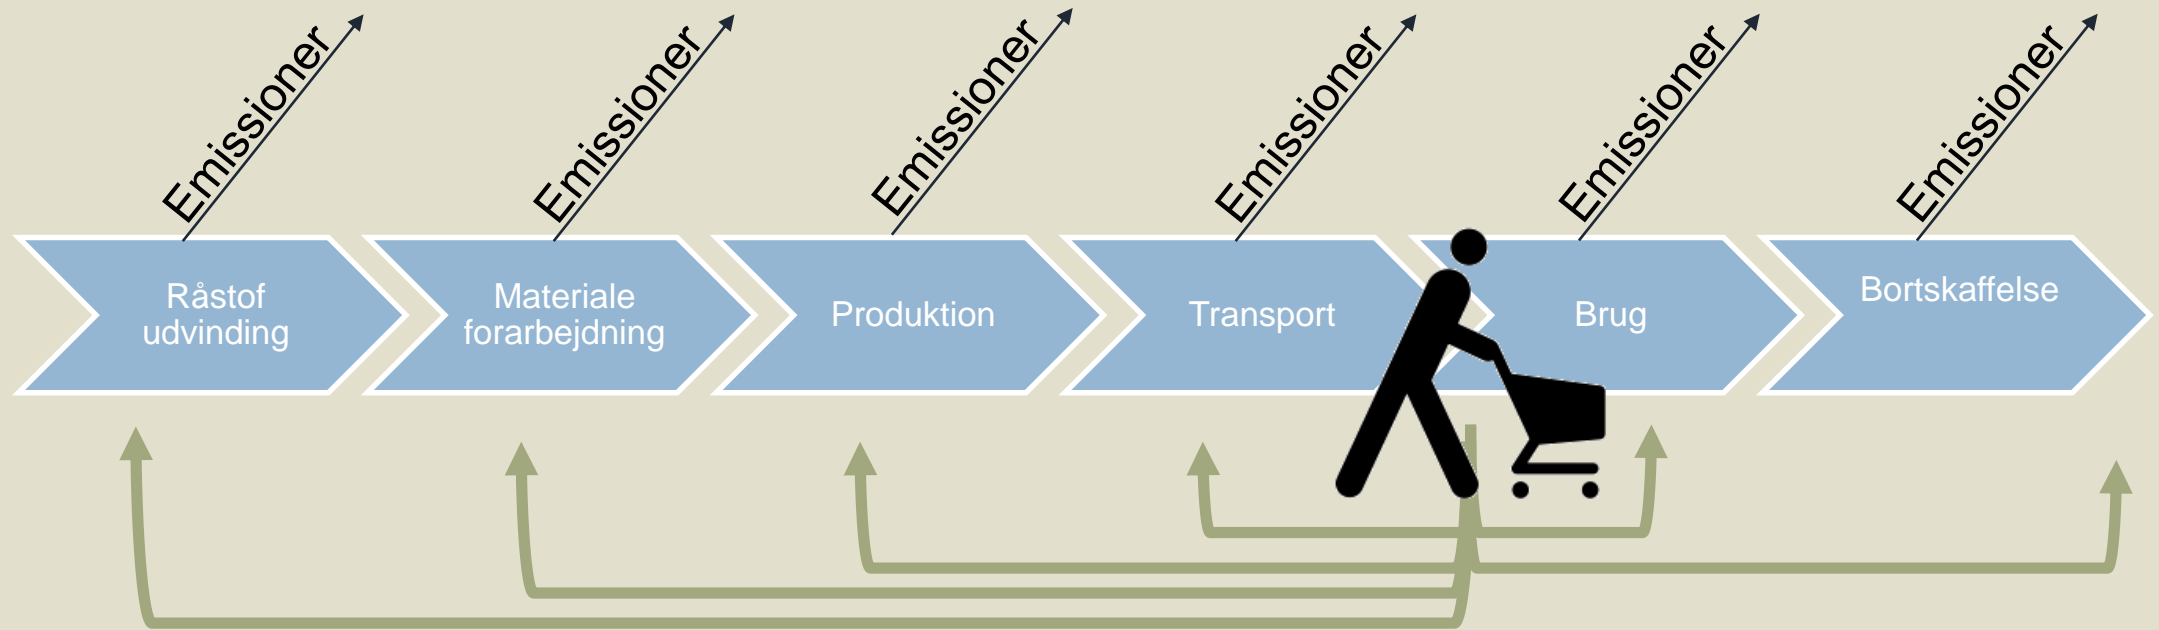 Emissioner
Emissioner
Emissioner
Emissioner
Emissioner
Emissioner
Råstof
udvinding
Materiale
forarbejdning
Produktion
Transport
Brug
Bortskaffelse